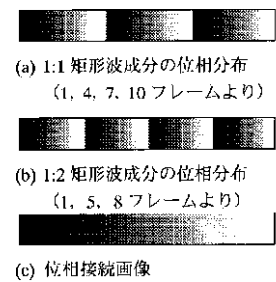 (a) 1:1 矩形波成分の位相分布
(1, 4, 7, 10 フレームより)
(b) 1:2 矩形波成分の位相分布
(1, 5, 8 フレームより)
(c) 位相接続画像